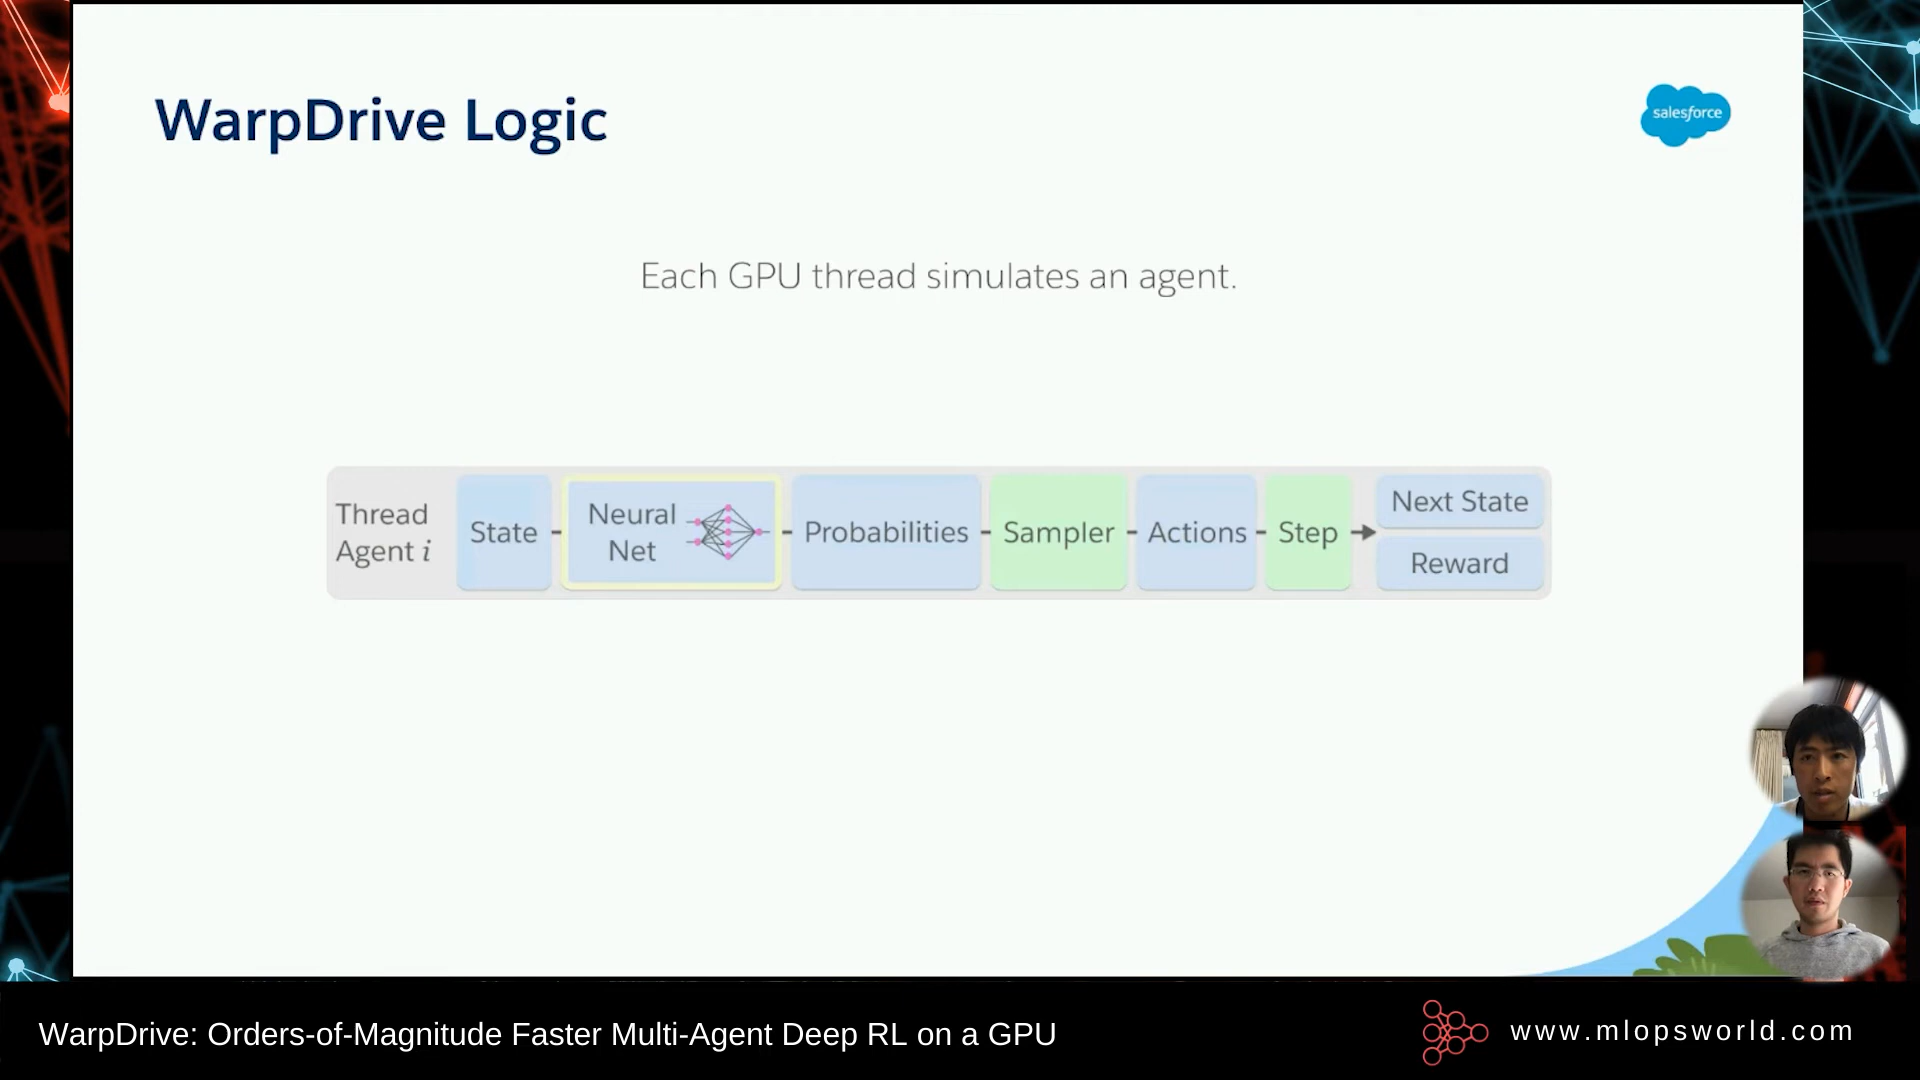 WarpDrive Logic
salesforce
Each GPU thread simulates an agent.
Thread
Agent i
State
Neural
Net
Probabilities
Sampler
Actions
Step
Next State
Reward
WarpDrive: Orders-of-Magnitude Faster Multi-Agent Deep RL on a GPU
www.mlopsworld.com